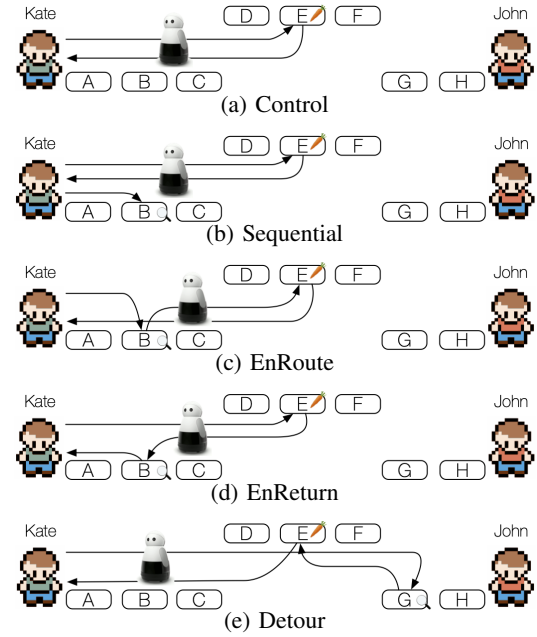 Kate John
D E F
A B C G H
(a) Control
Kate John
D E F
A B C G H
(b) Sequential
Kate John
D E F
A B C G H
(c) EnRoute
Kate John
D E F
A B C G H
(d) EnReturn
Kate John
D E F
A B C G H
(e) Detour